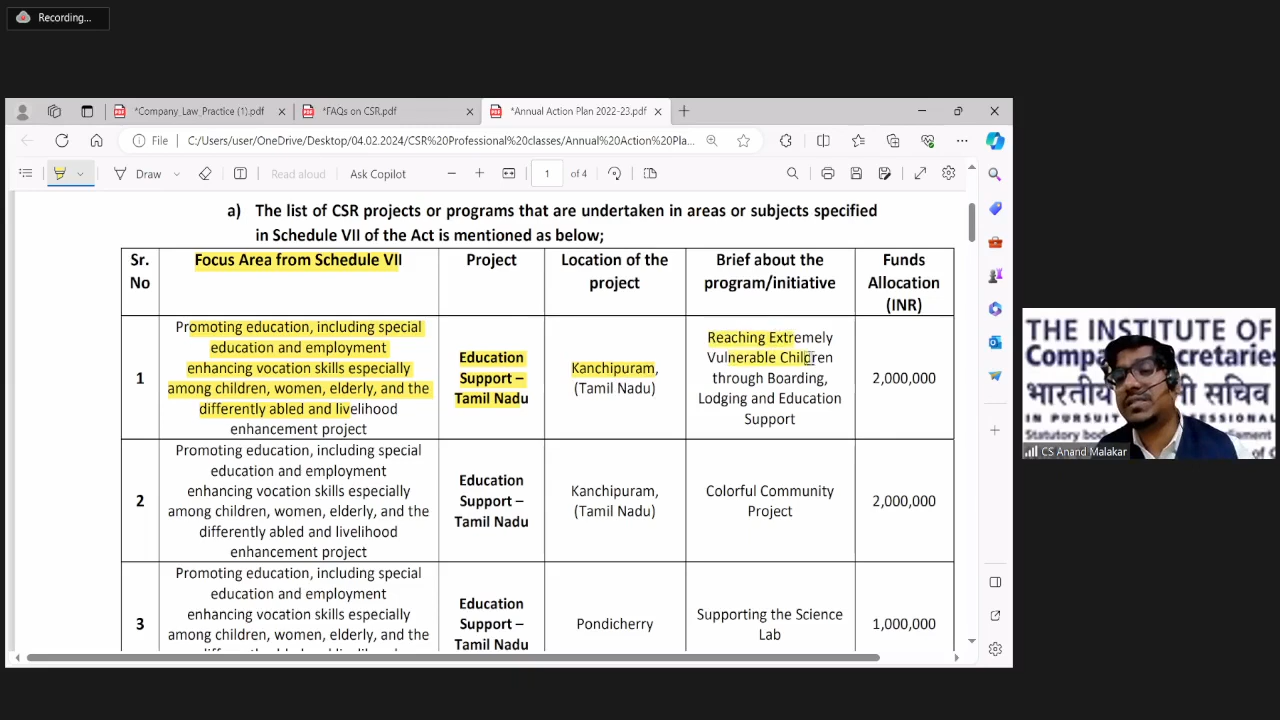 Recording...
*Company_Law_Practice (1).pdf
*FAQs on CSR.pdf
*Annual Action Plan 2022-23.pdf
File
C:/Users/user/OneDrive/Desktop/04.02.2024/CSR%20Professional%20classes/Annual%20Action%20Pla...
Draw
Read aloud
Ask Copilot
1
of 4
a) The list of CSR projects or programs that are undertaken in areas or subjects specified
in Schedule VII of the Act is mentioned as below;
Sr.
No
Focus Area from Schedule VII
Project
Location of the
project
Brief about the
program/initiative
Funds
Allocation
(INR)
1
Promoting education, including special
education and employment
enhancing vocation skills especially
among children, women, elderly, and the
differently abled and livelihood
enhancement project
Education
Support –
Tamil Nadu
Kanchipuram,
(Tamil Nadu)
Reaching Extremely
Vulnerable Children
through Boarding,
Lodging and Education
Support
2,000,000
2
Promoting education, including special
education and employment
enhancing vocation skills especially
among children, women, elderly, and the
differently abled and livelihood
enhancement project
Education
Support –
Tamil Nadu
Kanchipuram,
(Tamil Nadu)
Colorful Community
Project
2,000,000
3
Promoting education, including special
education and employment
enhancing vocation skills especially
among children, women, elderly, and the
Education
Support –
Tamil Nadu
Pondicherry
Supporting the Science
Lab
1,000,000
THE INSTITUTE OF
Compa Secretaries
भारतीय सचिव
IN PURSUIT
Statutory
CS Anand Malakar